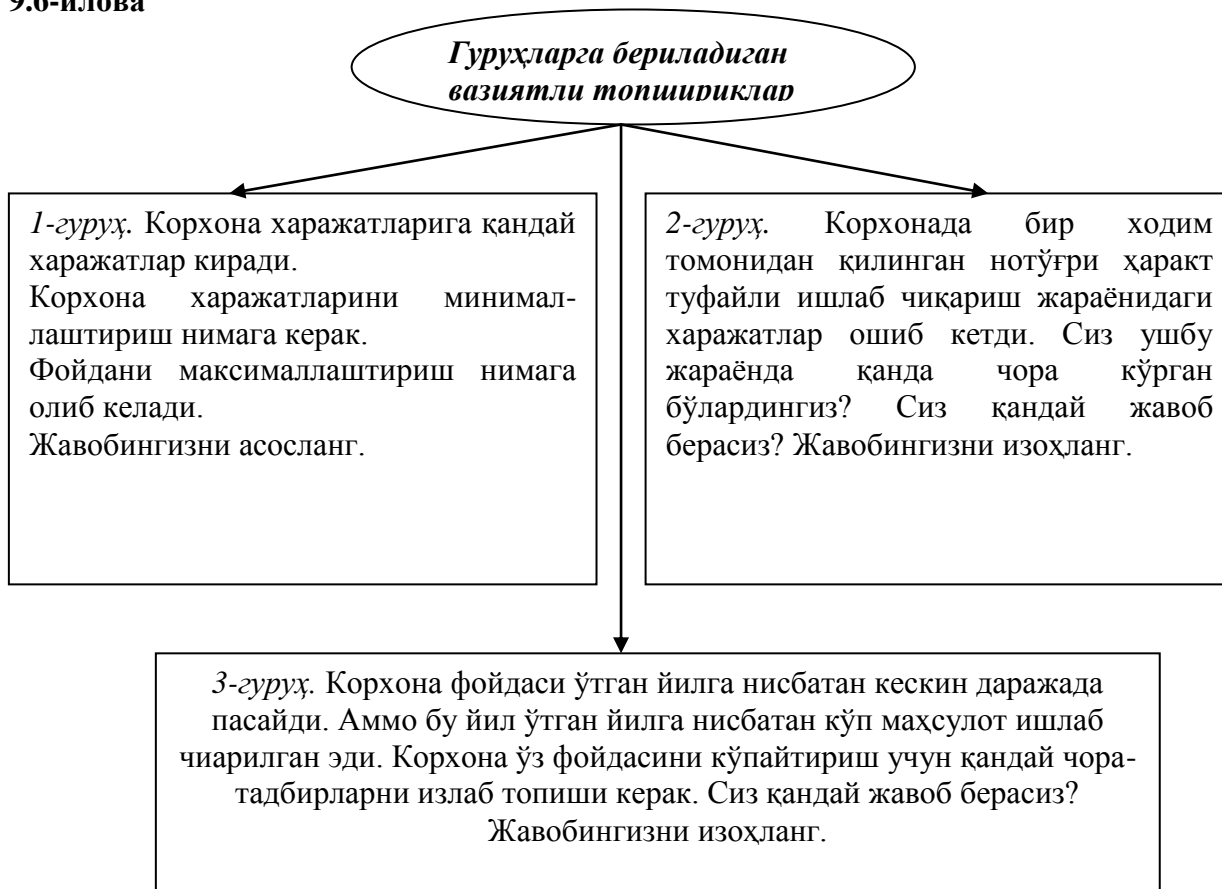 9.6-илова
Гуруҳларга бериладиган
вазиятли топшириқлар
1-гуруҳ. Корхона харажатларига қандай
харажатлар киради.
Корхона харажатларини минимал-
лаштириш нимага керак.
Фойдани максималлаштириш нимага
олиб келади.
Жавобингизни асосланг.
2-гуруҳ. Корхонада бир ходим
томонидан қилинган нотўғри ҳаракт
туфайли ишлаб чиқариш жараёнидаги
харажатлар ошиб кетди. Сиз ушбу
жараёнда қанда чора кўрган
бўлардингиз? Сиз қандай жавоб
берасиз? Жавобингизни изоҳланг.
3-гуруҳ. Корхона фойдаси ўтган йилга нисбатан кескин даражада
пасайди. Аммо бу йил ўтган йилга нисбатан кўп маҳсулот ишлаб
чиарилган эди. Корхона ўз фойдасини кўпайтириш учун қандай чора-
тадбирларни излаб топиши керак. Сиз қандай жавоб берасиз?
Жавобингизни изоҳланг.